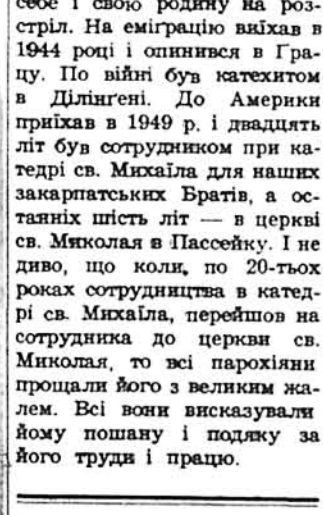 себе і свою родину на роз-
стріл. На еміґрацію виїхав в
1944 році і опинився в Ґра-
цу. По війні був катехитом
в Ділінґені. До Америки
приїхав в 1949 р. і двадцять
літ був сотрудником при ка-
тедрі св. Михаїла для наших
закарпатських Братів, а ос-
танніх шість літ — в церкві
св. Миколая в Пассейку. І не
диво, що коли, по 20-тьох
роках сотрудництва в катед-
рі св. Михаїла, перейшов на
сотрудника до церкви св.
Миколая, то всі парохіяни
прощали його з великим жа-
лем. Всі вони висказували
йому пошану і подяку за
його труди і працю.